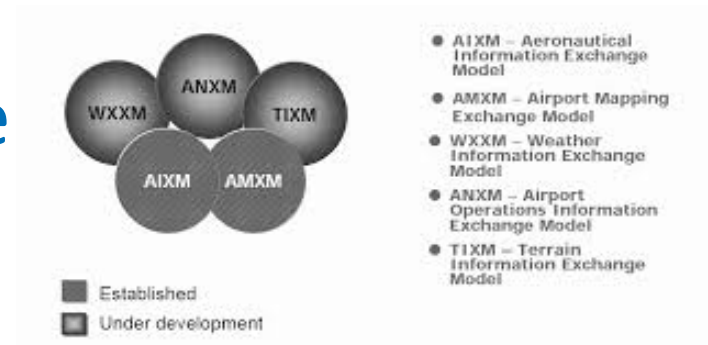 e
ANXM
WXXM
TIXM
AIXM
AMXM
Established
Under development
● AIXM – Aeronautical
Information Exchange
Model
● AMXM – Airport Mapping
Exchange Model
● WXXM – Weather
Information Exchange
Model
● ANXM – Airport
Operations Information
Exchange Model
● TIXM – Terrain
Information Exchange
Model